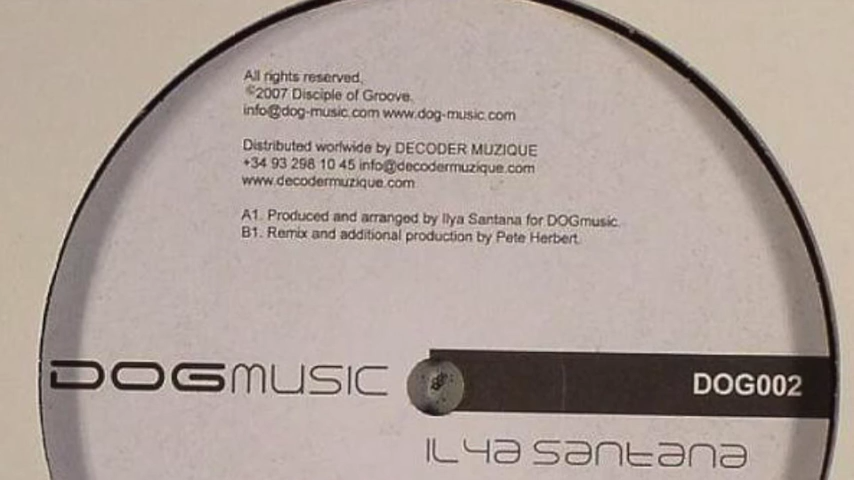 All rights reserved,
©2007 Disciple of Groove.
info@dog-music.com www.dog-music.com
Distributed worlwide by DECODER MUZIQUE
+34 93 298 10 45 info@decodermuzique.com
www.decodermuzique.com
A1. Produced and arranged by Ilya Santana for DOGmusic.
B1. Remix and additional production by Pete Herbert.
DOGMUSIC
DOG002
ILYA SANTANA